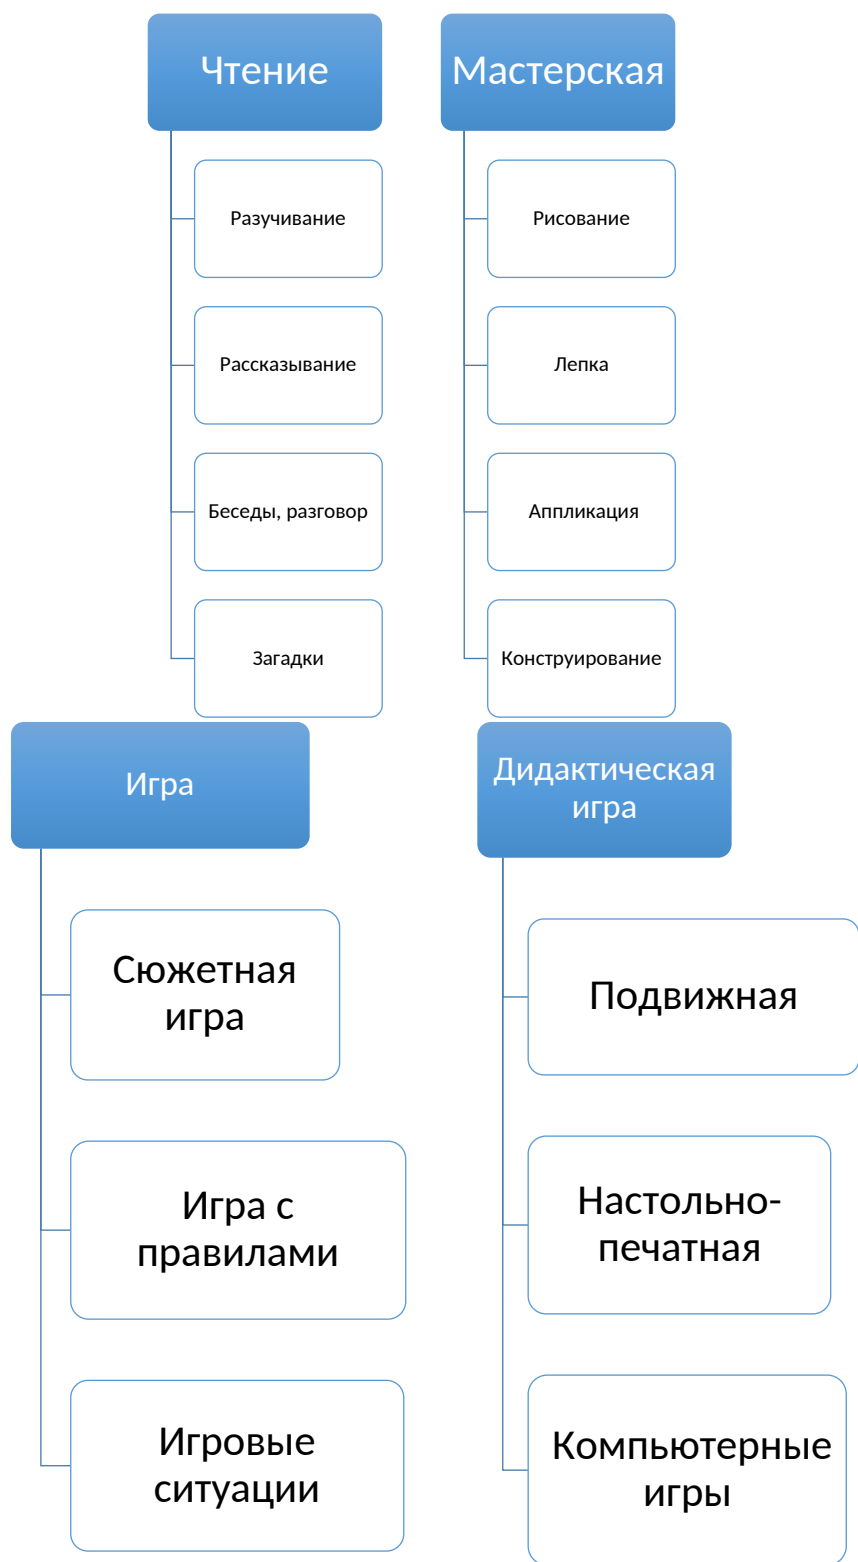 Чтение
Разучивание
Рассказывание
Беседы, разговор
Загадки
Мастерская
Рисование
Лепка
Аппликация
Конструирование
Игра
Сюжетная
игра
Игра с
правилами
Игровые
ситуации
Дидактическая
игра
Подвижная
Настольно-
печатная
Компьютерные
игры